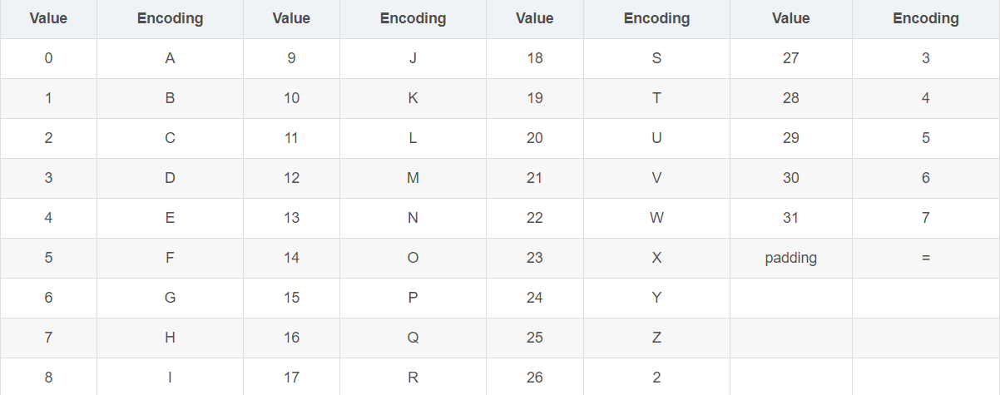 Value Encoding Value Encoding Value Encoding Value Encoding
0 A 9 J 18 S 27 3
1 B 10 K 19 T 28 4
2 C 11 L 20 U 29 5
3 D 12 M 21 V 30 6
4 E 13 N 22 W 31 7
5 F 14 O 23 X padding =
6 G 15 P 24 Y
7 H 16 Q 25 Z
8 I 17 R 26 2